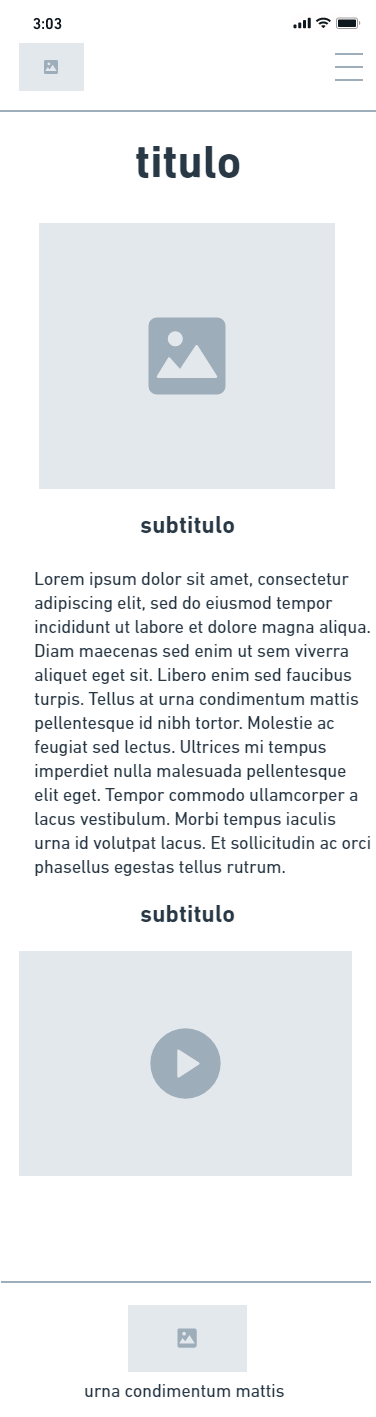 3:03
titulo
subtitulo
Lorem ipsum dolor sit amet, consectetur
adipiscing elit, sed do eiusmod tempor
incididunt ut labore et dolore magna aliqua.
Diam maecenas sed enim ut sem viverra
aliquet eget sit. Libero enim sed faucibus
turpis. Tellus at urna condimentum mattis
pellentesque id nibh tortor. Molestie ac
feugiat sed lectus. Ultrices mi tempus
imperdiet nulla malesuada pellentesque
elit eget. Tempor commodo ullamcorper a
lacus vestibulum. Morbi tempus iaculis
urna id volutpat lacus. Et sollicitudin ac orci
phasellus egestas tellus rutrum.
subtitulo
urna condimentum mattis